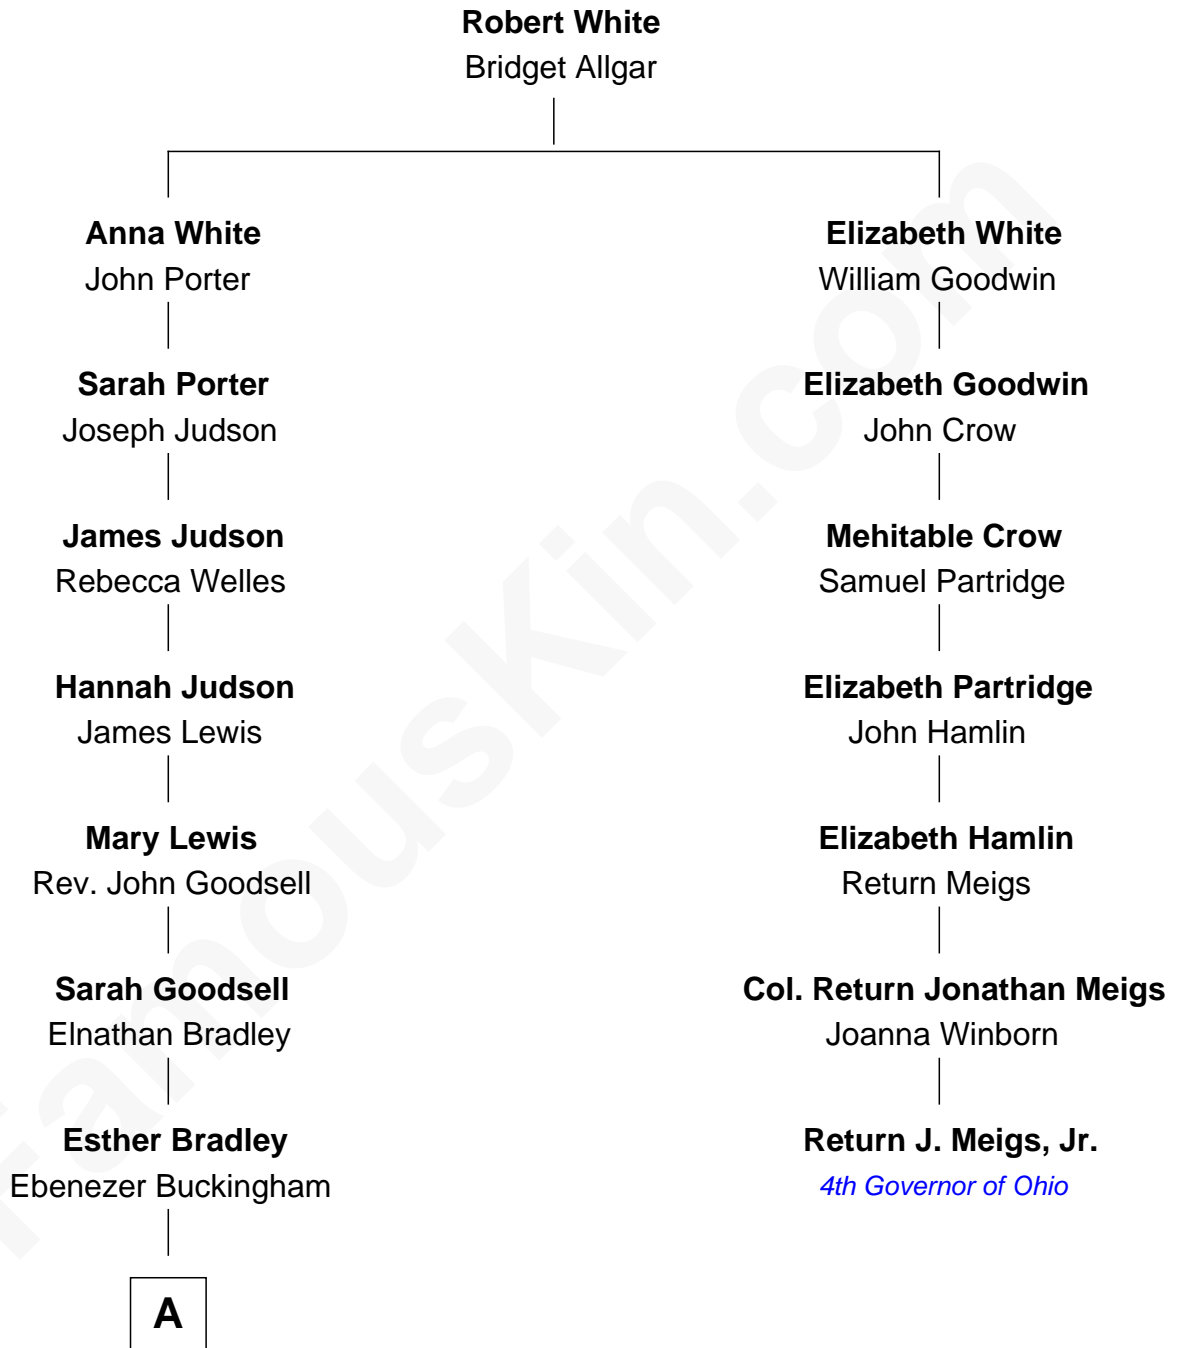 Robert White
Bridget Allgar
Anna White
John Porter
Sarah Porter
Joseph Judson
James Judson
Rebecca Welles
Hannah Judson
James Lewis
Mary Lewis
Rev. John Goodsell
Sarah Goodsell
Elnathan Bradley
Esther Bradley
Ebenezer Buckingham
A
Elizabeth White
William Goodwin
Elizabeth Goodwin
John Crow
Mehitable Crow
Samuel Partridge
Elizabeth Partridge
John Hamlin
Elizabeth Hamlin
Return Meigs
Col. Return Jonathan Meigs
Joanna Winborn
Return J. Meigs, Jr.
4th Governor of Ohio
FamousKin.com